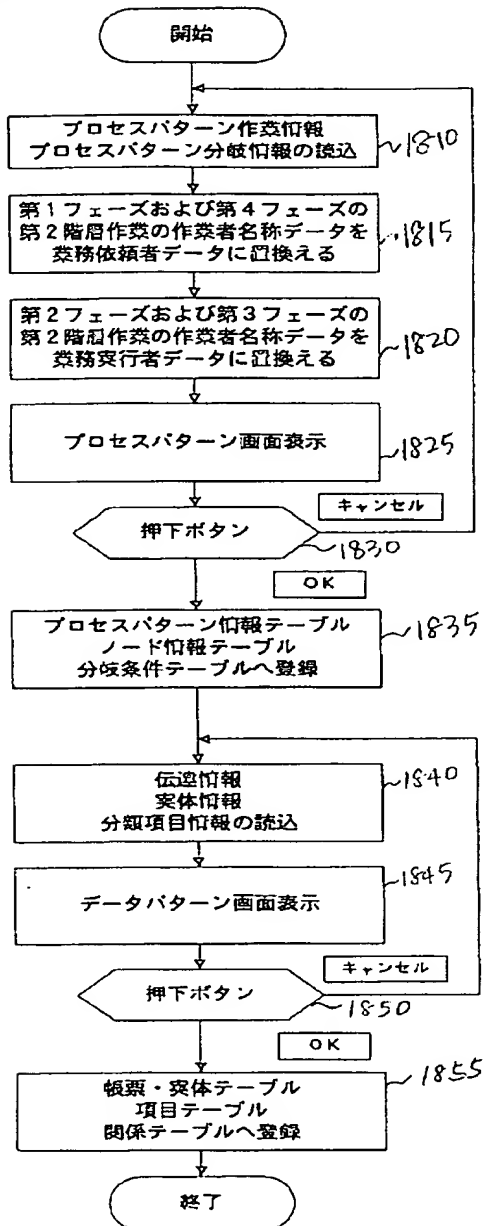 開始
プロセスパターン作業情報
プロセスパターン分岐情報の読込
1810
第1フェーズおよび第4フェーズの
第2階層作業の作業者名称データを
業務依頼者データに置換える
1815
第2フェーズおよび第3フェーズの
第2階層作業の作業者名称データを
業務実行者データに置換える
1820
プロセスパターン画面表示
1825
キャンセル
押下ボタン
1830
OK
プロセスパターン情報テーブル
ノード情報テーブル
分岐条件テーブルへ登録
1835
伝達情報
実体情報
分類項目情報の読込
1840
データパターン画面表示
1845
キャンセル
押下ボタン
1850
OK
帳票・実体テーブル
項目テーブル
関係テーブルへ登録
1855
終了